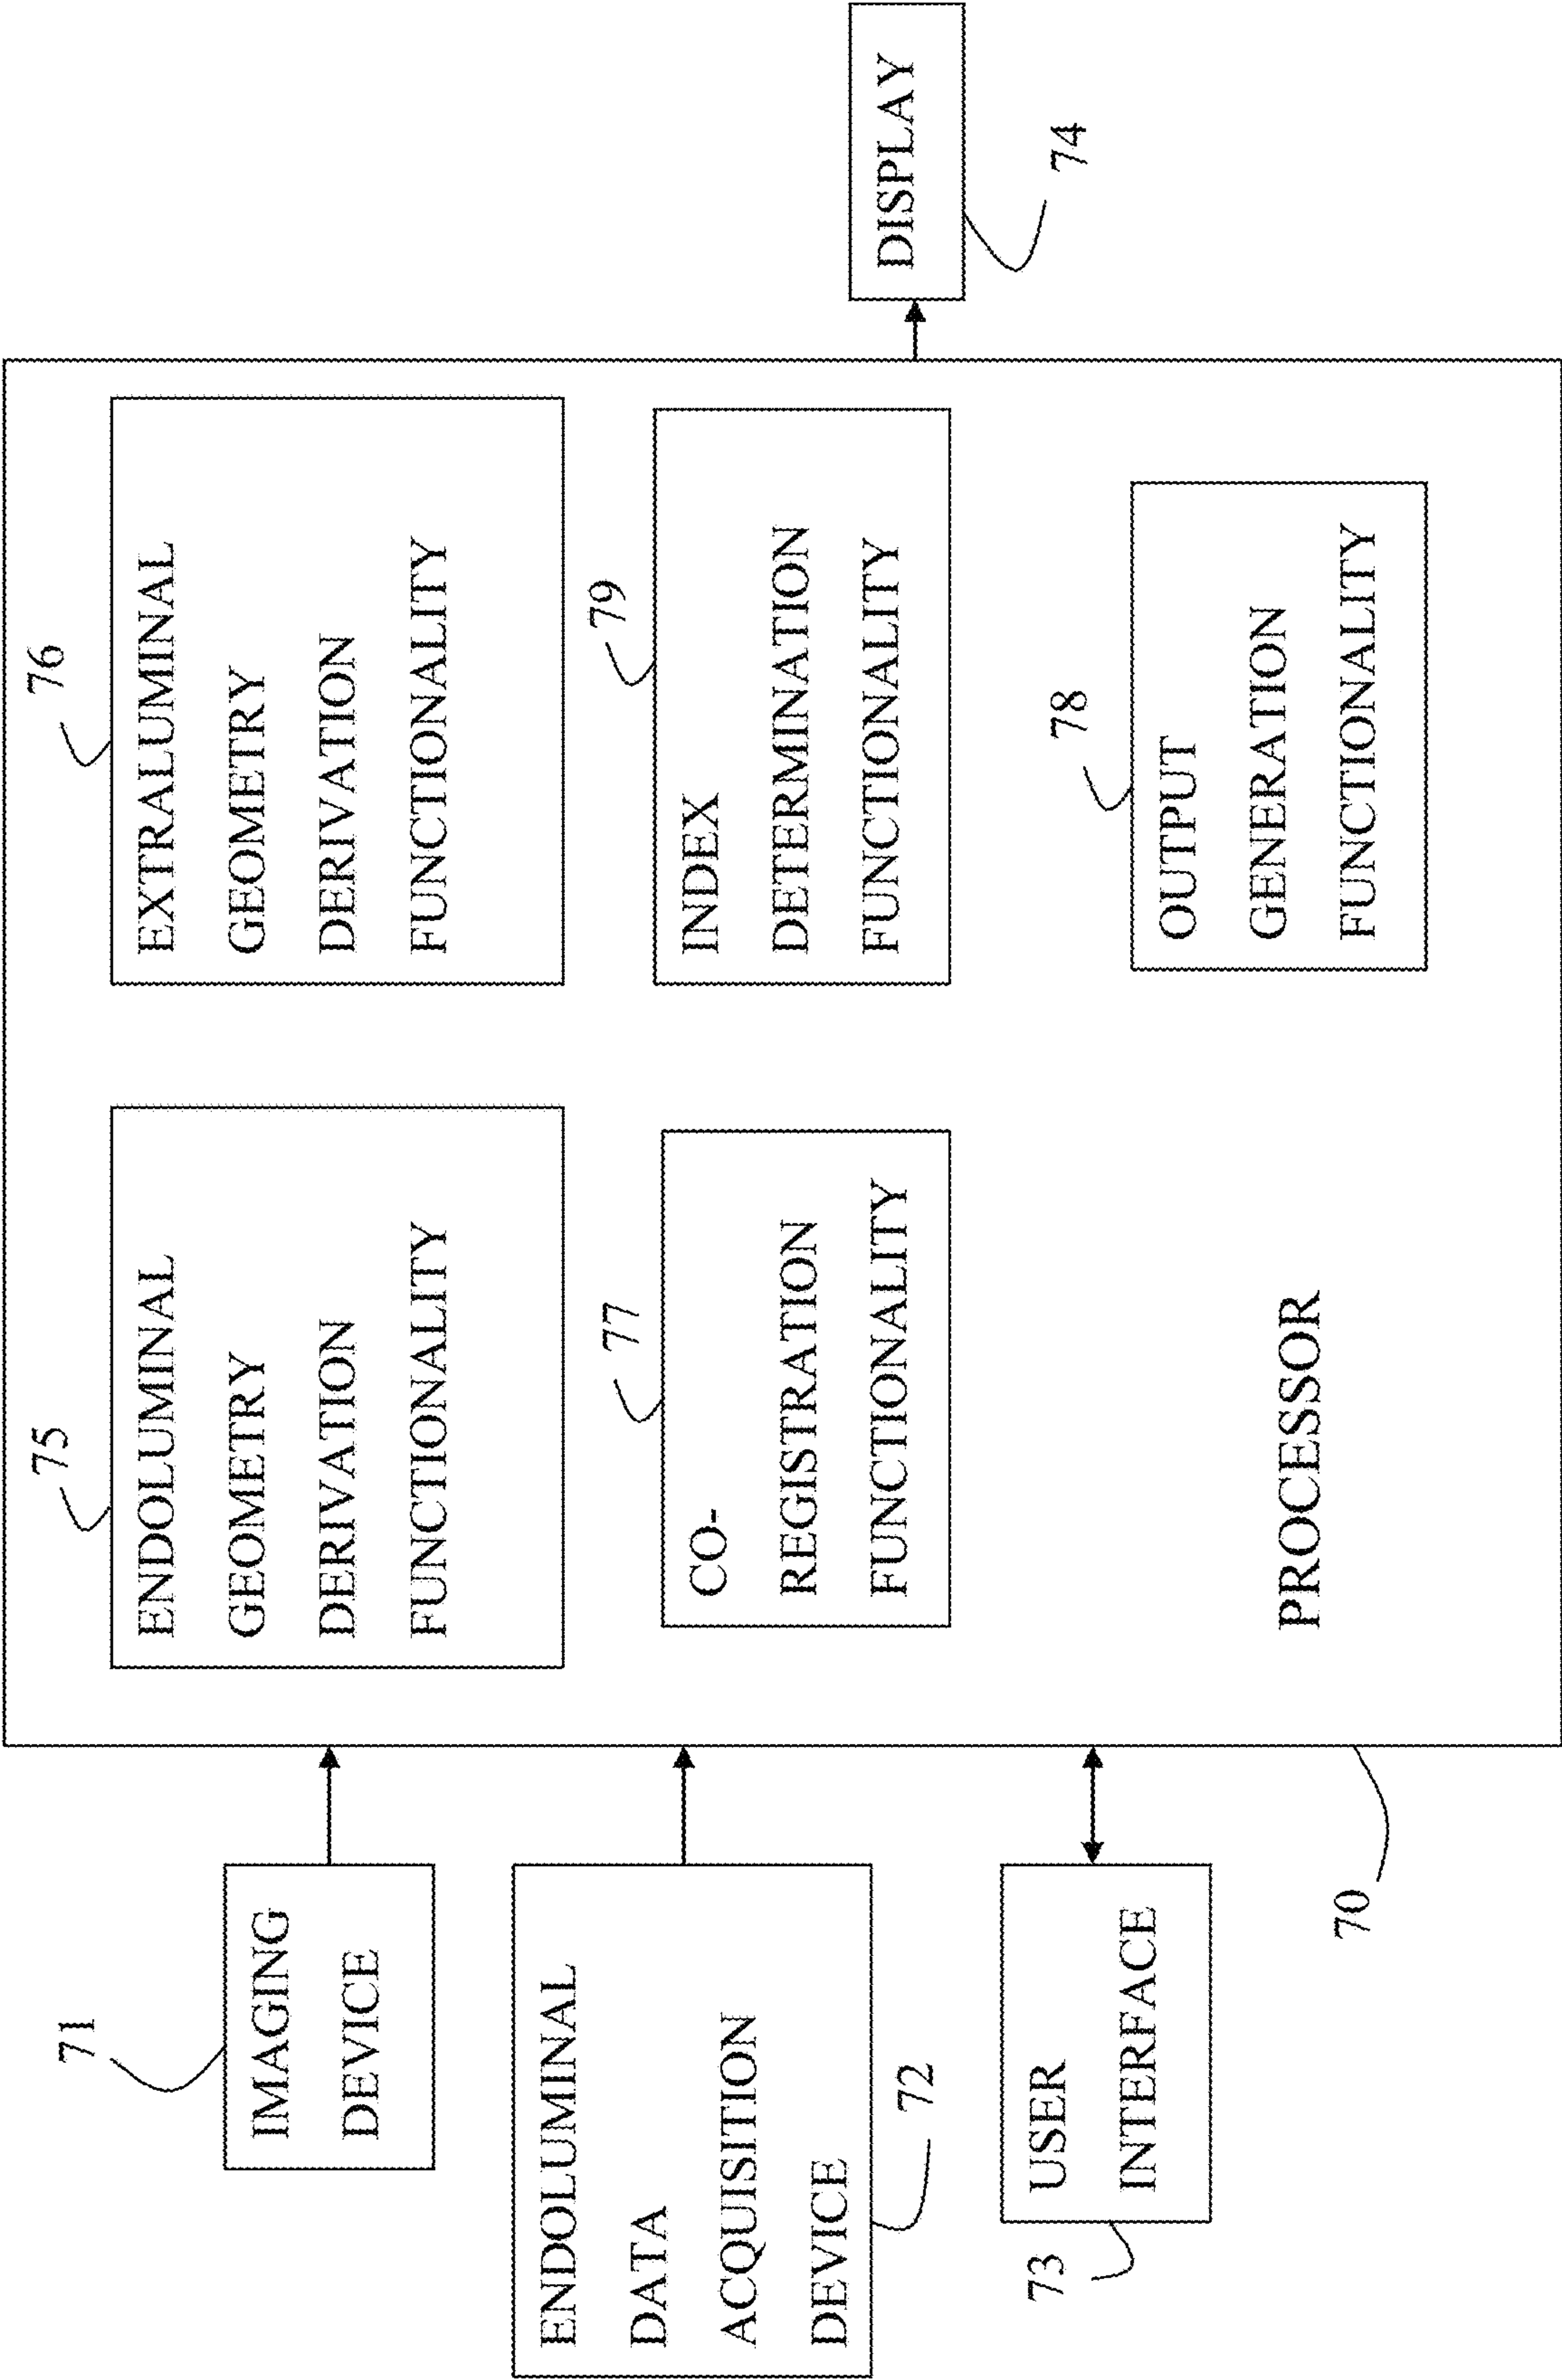 71
IMAGING
DEVICE
ENDOLUMINAL
DATA
ACQUISITION
DEVICE
72
USER
INTERFACE
73
75
ENDOLUMINAL
GEOMETRY
DERIVATION
FUNCTIONALITY
76
EXTRALUMINAL
GEOMETRY
DERIVATION
FUNCTIONALITY
77
CO-
REGISTRATION
FUNCTIONALITY
79
INDEX
DETERMINATION
FUNCTIONALITY
78
OUTPUT
GENERATION
FUNCTIONALITY
PROCESSOR
70
DISPLAY
74